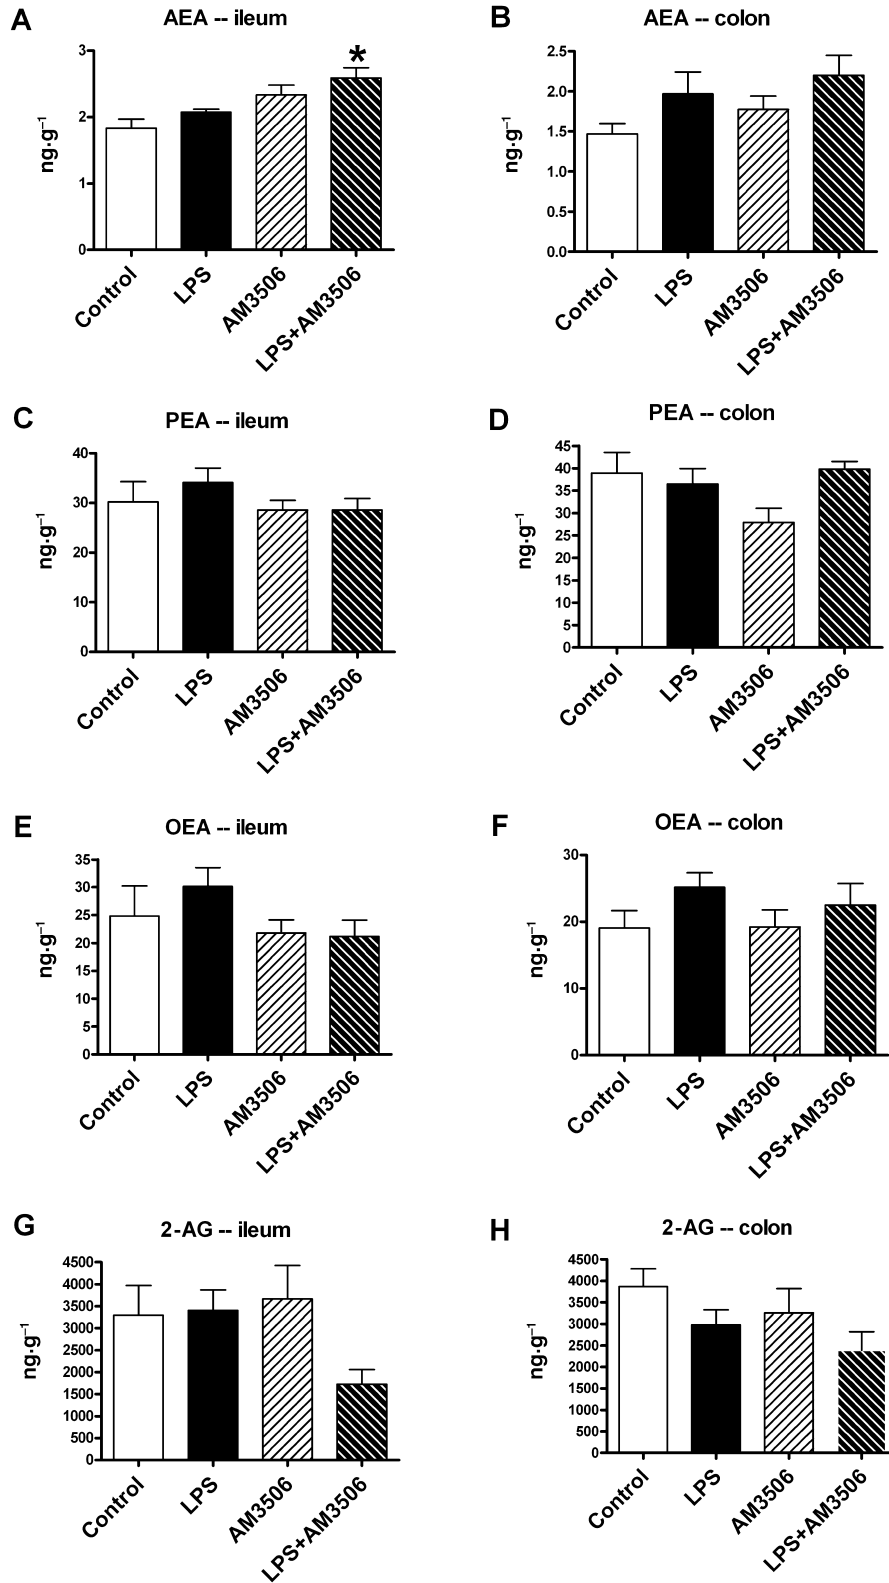 A
AEA -- ileum
*
3
2
1
0
ng·g⁻¹
Control
LPS
AM3506
LPS+AM3506
B
AEA -- colon
2.5
2.0
1.5
1.0
0.5
0.0
ng·g⁻¹
Control
LPS
AM3506
LPS+AM3506
C
PEA -- ileum
40
30
20
10
0
ng·g⁻¹
Control
LPS
AM3506
LPS+AM3506
D
PEA -- colon
45
40
35
30
25
20
15
10
5
0
ng·g⁻¹
Control
LPS
AM3506
LPS+AM3506
E
OEA -- ileum
35
30
25
20
15
10
5
0
ng·g⁻¹
Control
LPS
AM3506
LPS+AM3506
F
OEA -- colon
30
20
10
0
ng·g⁻¹
Control
LPS
AM3506
LPS+AM3506
G
2-AG -- ileum
4500
4000
3500
3000
2500
2000
1500
1000
500
0
ng·g⁻¹
Control
LPS
AM3506
LPS+AM3506
H
2-AG -- colon
4500
4000
3500
3000
2500
2000
1500
1000
500
0
ng·g⁻¹
Control
LPS
AM3506
LPS+AM3506